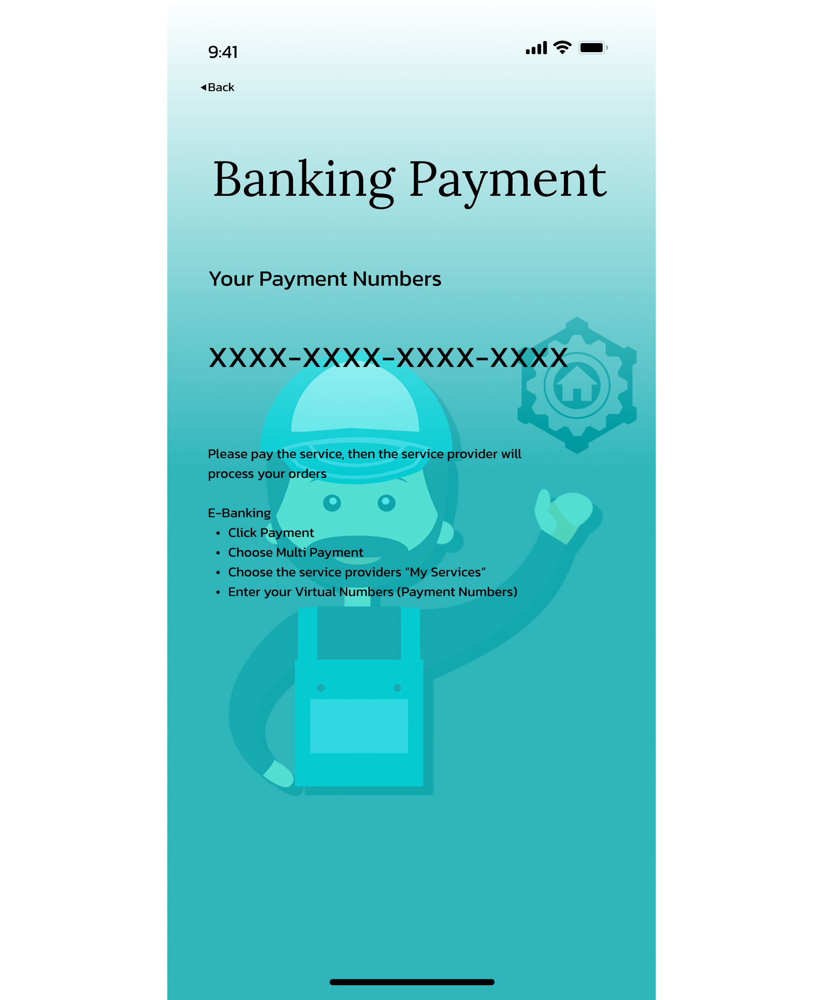 9:41
◀Back
Banking Payment
Your Payment Numbers
XXXX-XXXX-XXXX-XXXX
Please pay the service, then the service provider will
process your orders
E-Banking
• Click Payment
• Choose Multi Payment
• Choose the service providers “My Services”
• Enter your Virtual Numbers (Payment Numbers)